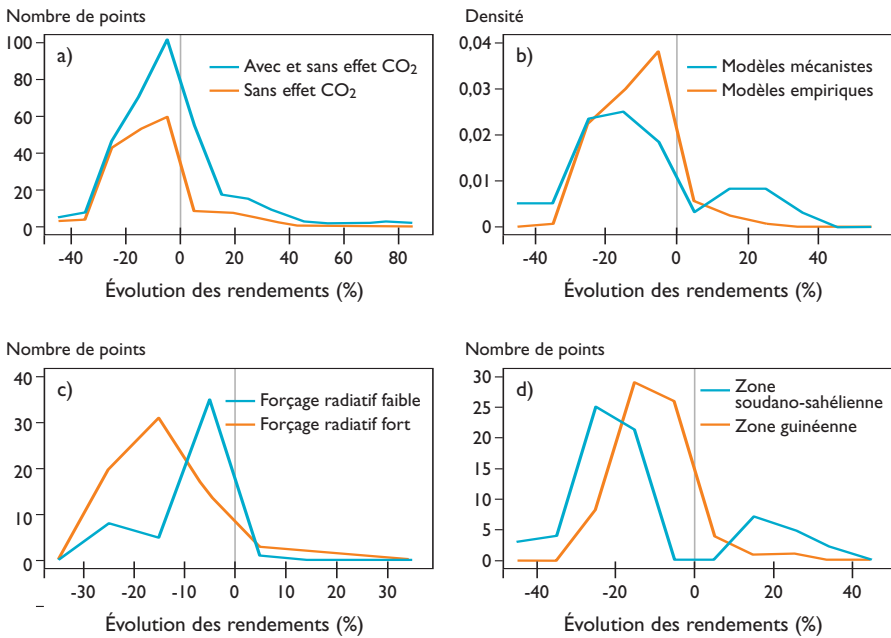 Nombre de points
a)
100
80
60
40
20
0
Avec et sans effet CO₂
Sans effet CO₂
-40 -20 0 20 40 60 80
Évolution des rendements (%)
Densité
b)
0,04
0,03
0,02
0,01
0
Modèles mécanistes
Modèles empiriques
-40 -20 0 20 40
Évolution des rendements (%)
Nombre de points
c)
40
30
20
10
0
Forçage radiatif faible
Forçage radiatif fort
-30 -20 -10 0 10 20 30
Évolution des rendements (%)
Nombre de points
d)
30
25
20
15
10
5
0
Zone
soudano-sahélienne
Zone guinéenne
-40 -20 0 20 40
Évolution des rendements (%)